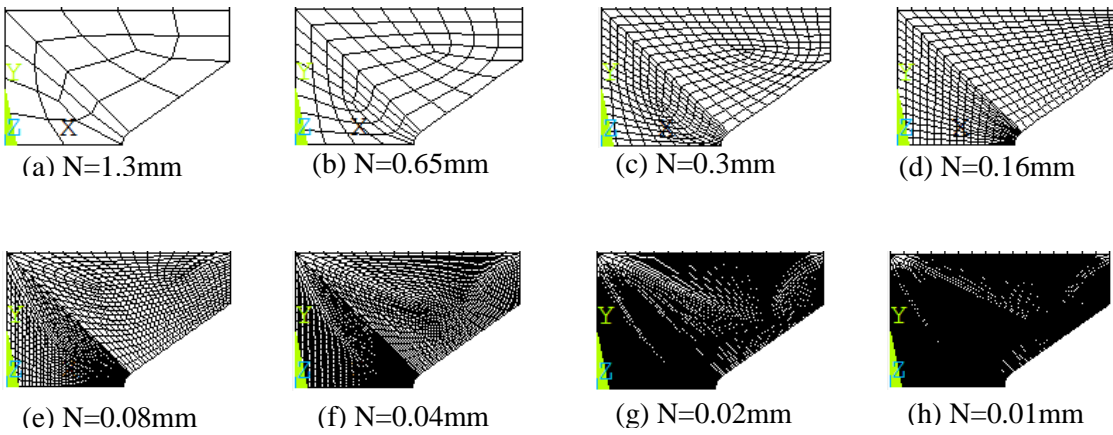 Y
Z X
(a) N=1.3mm
Y
Z X
(b) N=0.65mm
Y
Z X
(c) N=0.3mm
Y
Z X
(d) N=0.16mm
Y
Z
(e) N=0.08mm
Y
Z
(f) N=0.04mm
Y
Z
(g) N=0.02mm
Y
Z
(h) N=0.01mm